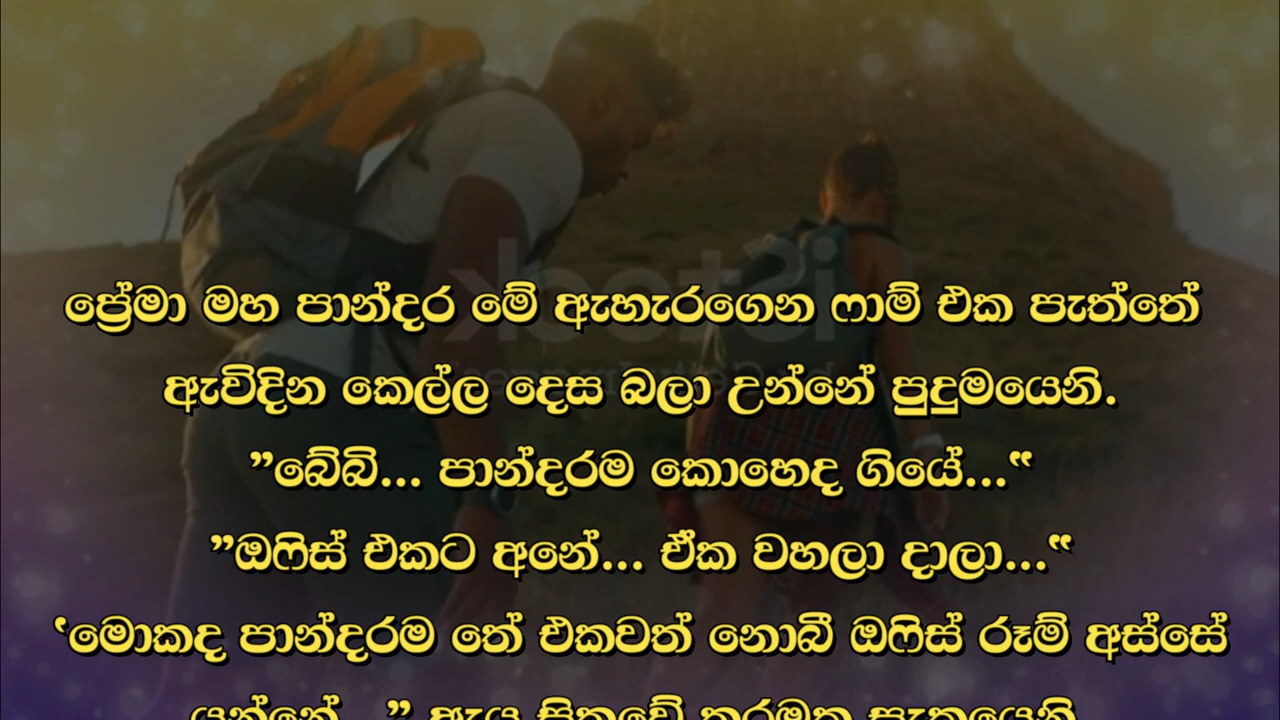 ප්‍රේමා මහ පාන්දර මේ ඇහැරගෙන ෆාම් එක පැත්තේ
ඇවිදින කෙල්ල දෙස බලා උන්නේ පුදුමයෙනි.
”බේබි... පාන්දරම කොහෙද ගියේ...“
”ඔෆිස් එකට අනේ... ඒක වහලා දාලා...“
‘මොකද පාන්දරම තේ එකවත් නොබී ඔෆිස් රූම් අස්සේ